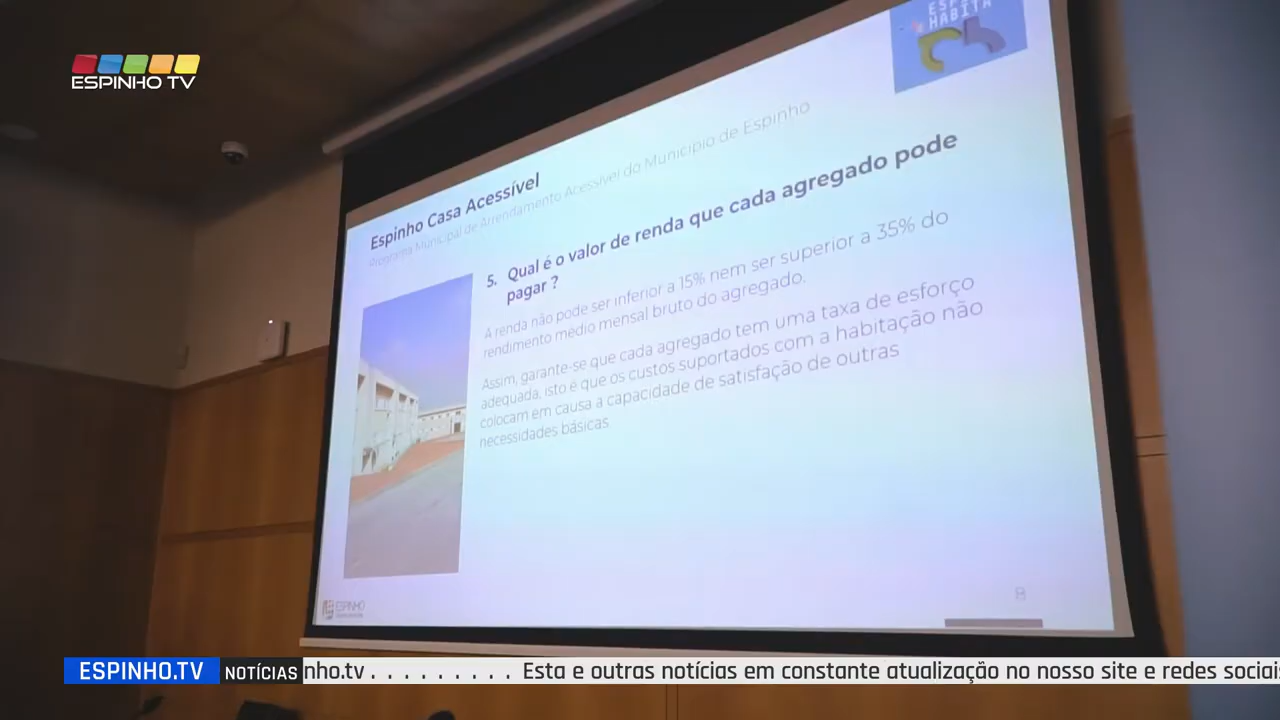 ESPINHO TV
HABITA
Espinho Casa Acessível
Programa Municipal de Arrendamento Acessível do Município de Espinho
5. Qual é o valor de renda que cada agregado pode
pagar ?
A renda não pode ser inferior a 15% nem ser superior a 35% do
rendimento médio mensal bruto do agregado.
Assim, garante-se que cada agregado tem uma taxa de esforço
adequada, isto é que os custos suportados com a habitação não
colocam em causa a capacidade de satisfação de outras
necessidades básicas
ESPINHO
ESPINHO.TV NOTÍCIAS nho.tv . . . . . . . . . Esta e outras notícias em constante atualização no nosso site e redes sociais